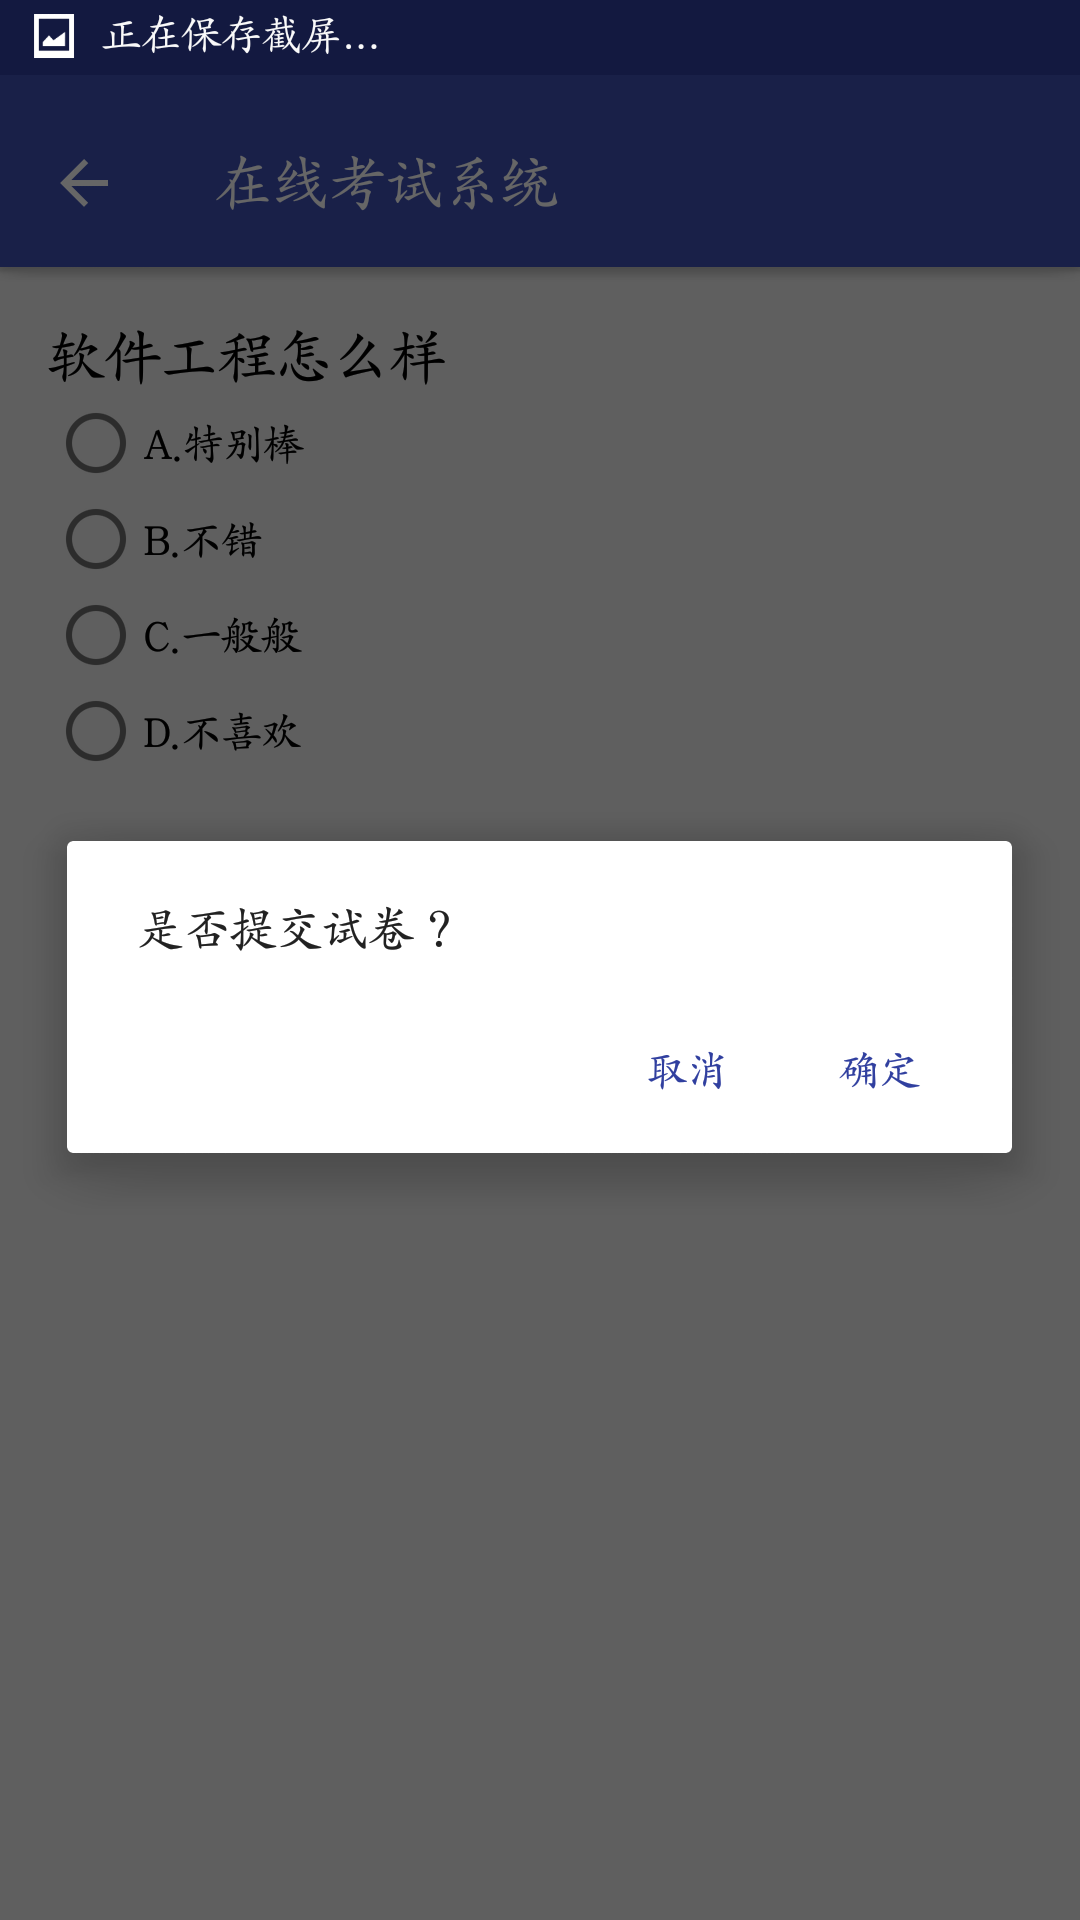 正在保存截屏...
在线考试系统
软件工程怎么样
A.特别棒
B.不错
C.一般般
D.不喜欢
是否提交试卷？
取消 确定